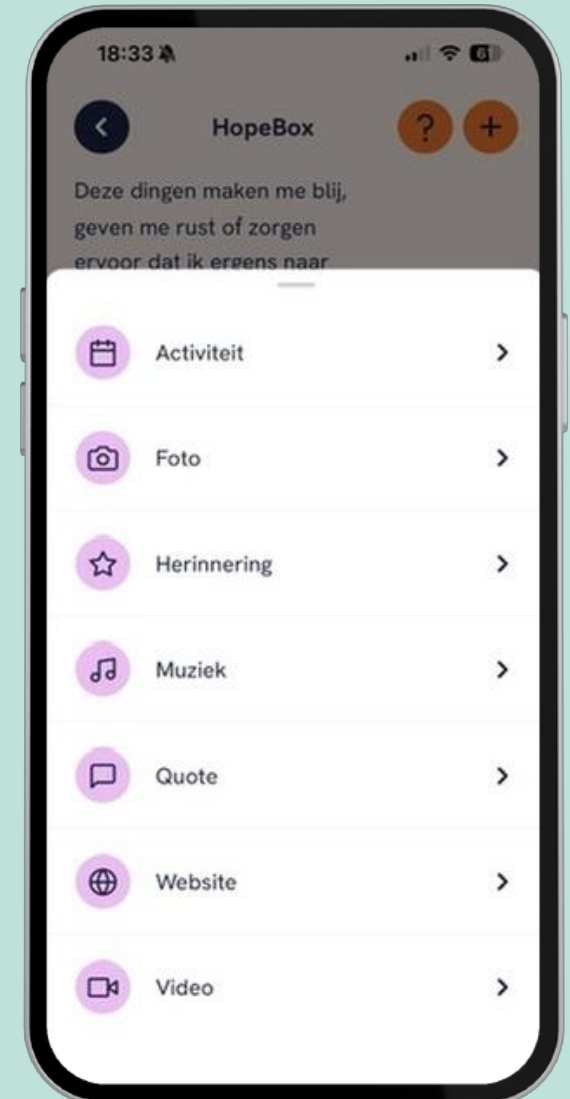 18:33
HopeBox
Deze dingen maken me blij,
geven me rust of zorgen
ervoor dat ik ergens naar
Activiteit
Foto
Herinnering
Muziek
Quote
Website
Video